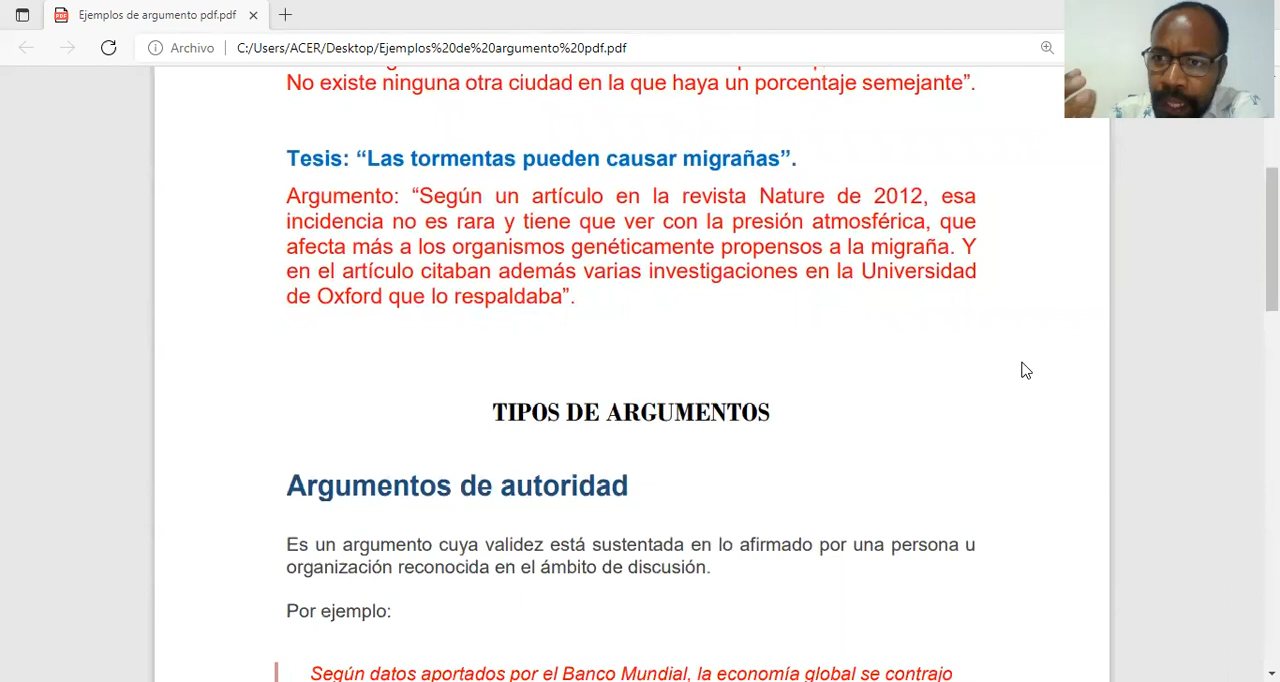 Ejemplos de argumento pdf.pdf
Archivo
C:/Users/ACER/Desktop/Ejemplos%20de%20argumento%20pdf.pdf
No existe ninguna otra ciudad en la que haya un porcentaje semejante”.
Tesis: “Las tormentas pueden causar migrañas”.
Argumento: “Según un artículo en la revista Nature de 2012, esa
incidencia no es rara y tiene que ver con la presión atmosférica, que
afecta más a los organismos genéticamente propensos a la migraña. Y
en el artículo citaban además varias investigaciones en la Universidad
de Oxford que lo respaldaba”.
TIPOS DE ARGUMENTOS
Argumentos de autoridad
Es un argumento cuya validez está sustentada en lo afirmado por una persona u
organización reconocida en el ámbito de discusión.
Por ejemplo:
Según datos aportados por el Banco Mundial, la economía global se contrajo